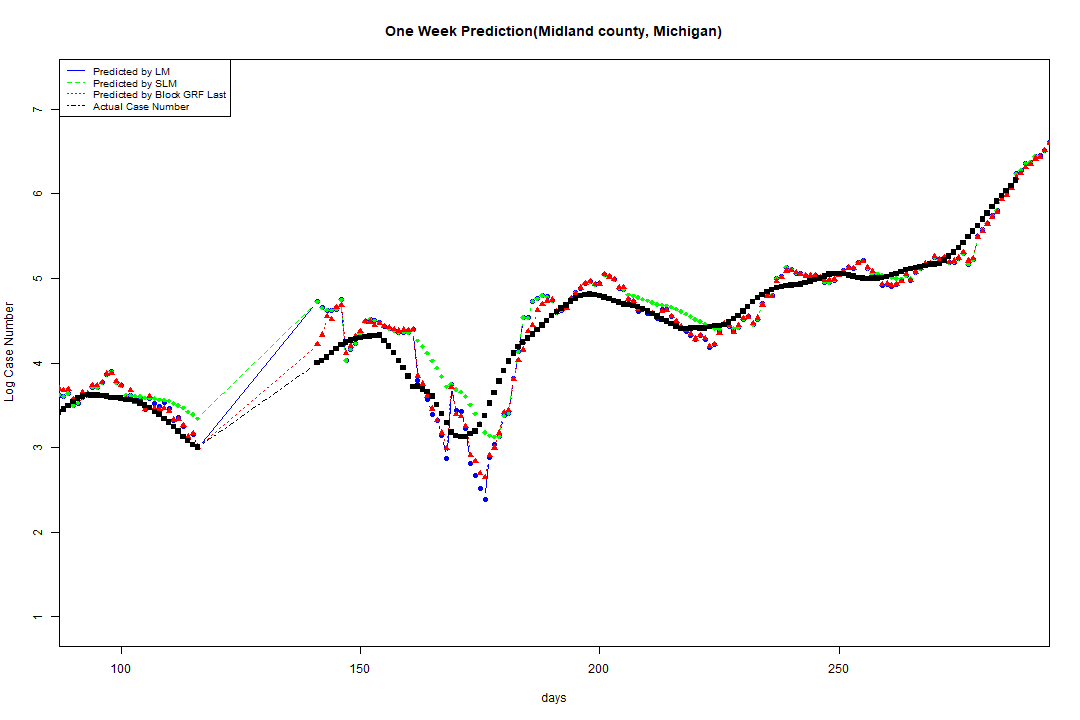 One Week Prediction(Midland county, Michigan)
Predicted by LM
Predicted by SLM
Predicted by Block GRF Last
Actual Case Number
7
6
5
4
3
2
1
Log Case Number
100
150
200
250
days